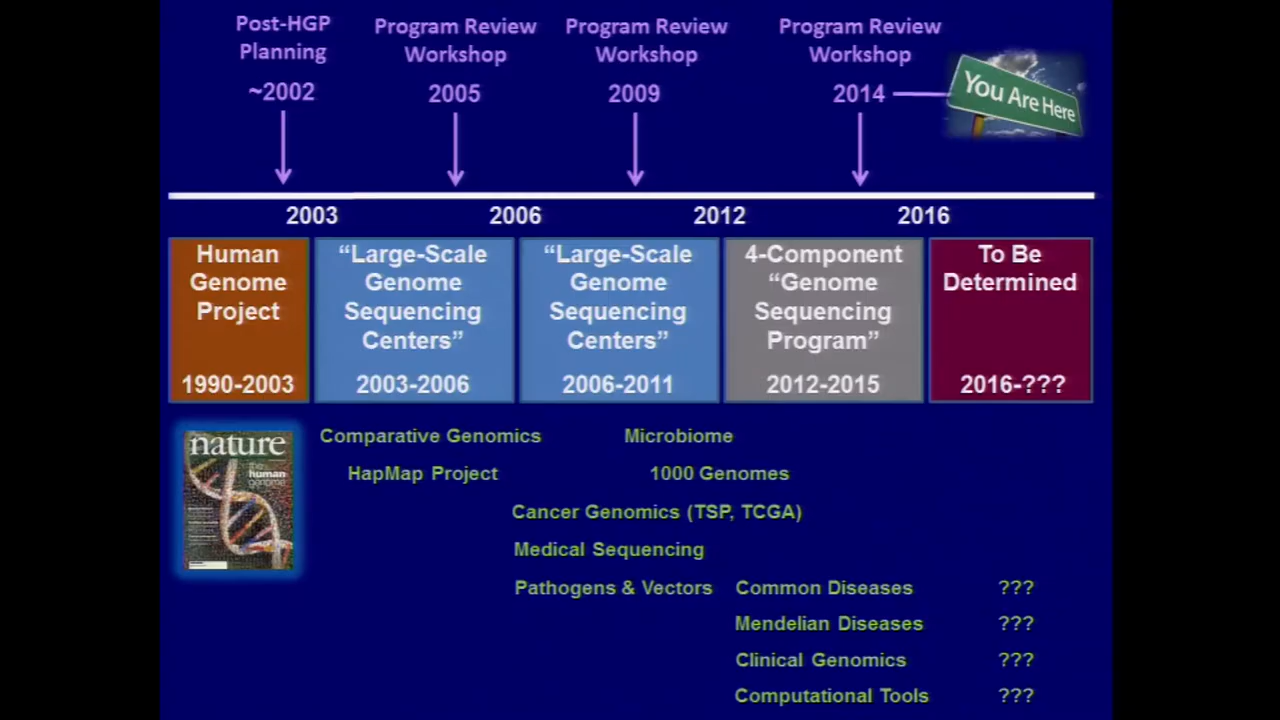 Post-HGP
Planning
~2002
Program Review
Workshop
2005
Program Review
Workshop
2009
Program Review
Workshop
2014
You Are Here
2003
2006
2012
2016
Human
Genome
Project
1990-2003
“Large-Scale
Genome
Sequencing
Centers”
2003-2006
“Large-Scale
Genome
Sequencing
Centers”
2006-2011
4-Component
“Genome
Sequencing
Program”
2012-2015
To Be
Determined
2016-???
nature
the
human
genome
Comparative Genomics
Microbiome
HapMap Project
1000 Genomes
Cancer Genomics (TSP, TCGA)
Medical Sequencing
Pathogens & Vectors
Common Diseases
???
Mendelian Diseases
???
Clinical Genomics
???
Computational Tools
???